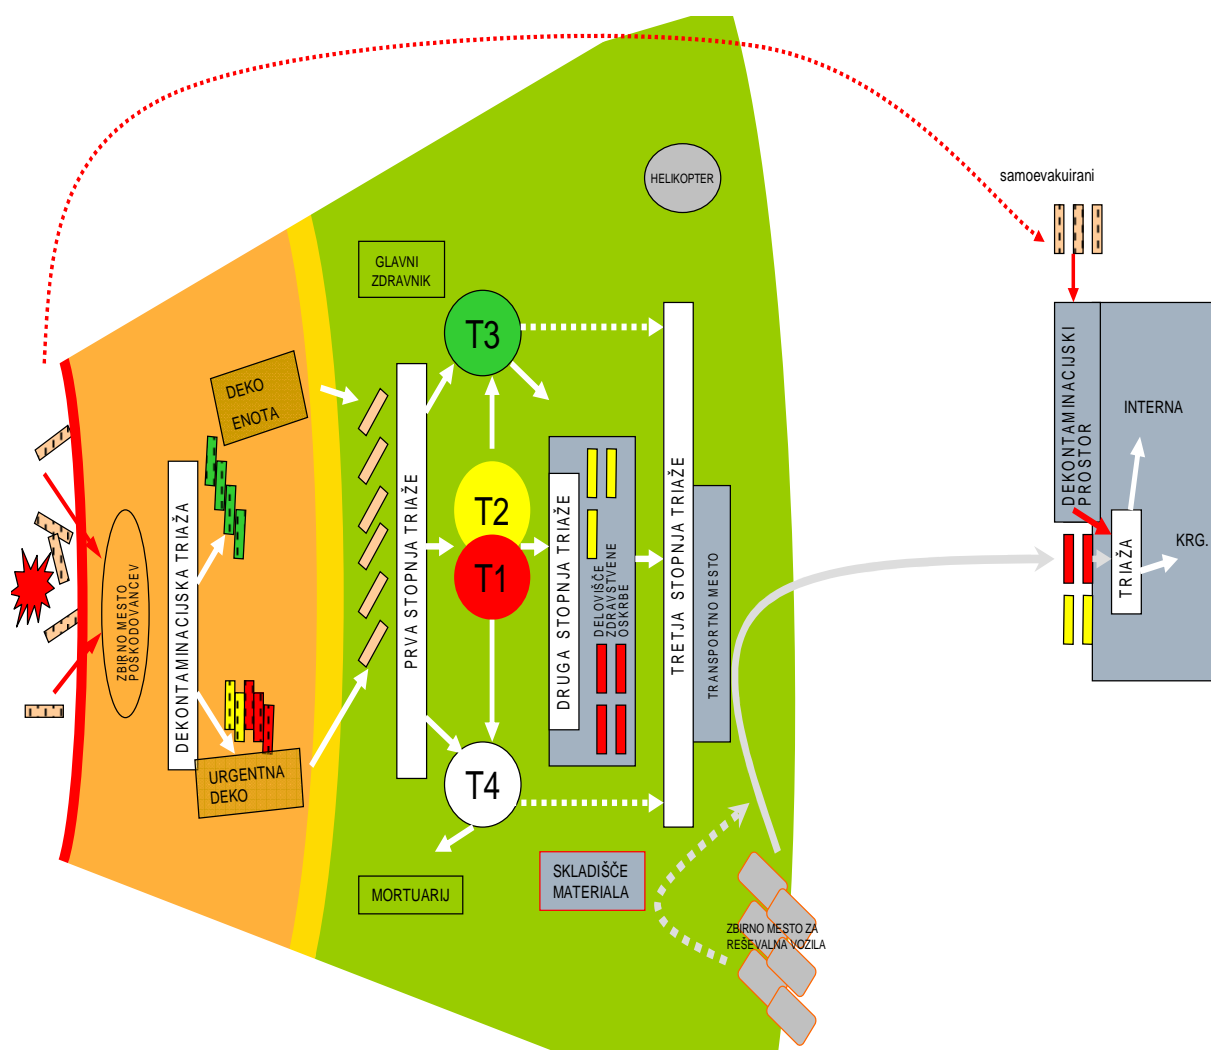 samoevakuirani
HELIKOPTER
GLAVNI
ZDRAVNIK
T3
DEKO
ENOTA
DEKONTAMINACIJSKI
PROSTOR
INTERNA
ZBIRNO MESTO
POSKODOVANCEV
DEKONTAMINACIJSKA TRIAŽA
PRVA STOPNJA TRIAŽE
T2
T1
DRUGA STOPNJA TRIAŽE
DELOVIŠČE
ZDRAVSTVENE
OSKRBE
TRETJA STOPNJA TRIAŽE
TRANSPORTNO MESTO
TRIAŽA
KRG.
URGENTNA
DEKO
T4
MORTUARIJ
SKLADIŠČE
MATERIALA
ZBIRNO MESTO ZA
REŠEVALNA VOZILA